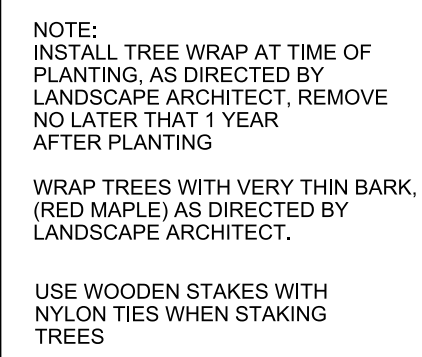 NOTE:
INSTALL TREE WRAP AT TIME OF
PLANTING, AS DIRECTED BY
LANDSCAPE ARCHITECT, REMOVE
NO LATER THAT 1 YEAR
AFTER PLANTING
WRAP TREES WITH VERY THIN BARK,
(RED MAPLE) AS DIRECTED BY
LANDSCAPE ARCHITECT.
USE WOODEN STAKES WITH
NYLON TIES WHEN STAKING
TREES